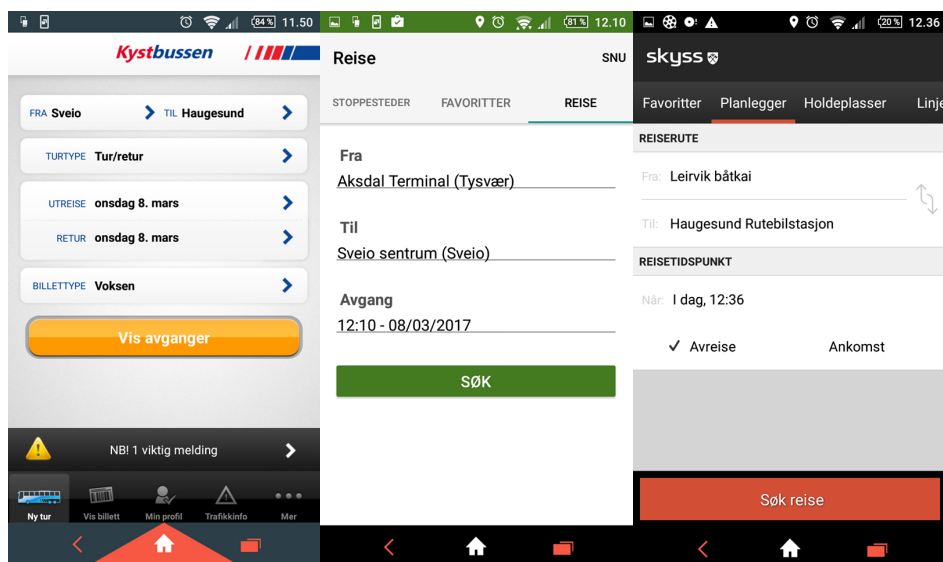 84% 11.50
Kystbussen
FRA Sveio
TIL Haugesund
TURTYPE Tur/retur
UTREISE onsdag 8. mars
RETUR onsdag 8. mars
BILLETTYPE Voksen
Vis avganger
NB! 1 viktig melding
Ny tur
Vis billett
Min profil
Trafikkinfo
Mer
81% 12.10
Reise
SNU
STOPPESTEDER
FAVORITTER
REISE
Fra
Aksdal Terminal (Tysvær)
Til
Sveio sentrum (Sveio)
Avgang
12:10 - 08/03/2017
SØK
20% 12.36
skyss
Favoritter
Planlegger
Holdeplasser
Linje
REISERUTE
Fra: Leirvik båtkai
Til: Haugesund Rutebilstasjon
REISETIDSPUNKT
Når: I dag, 12:36
Avreise
Ankomst
Søk reise